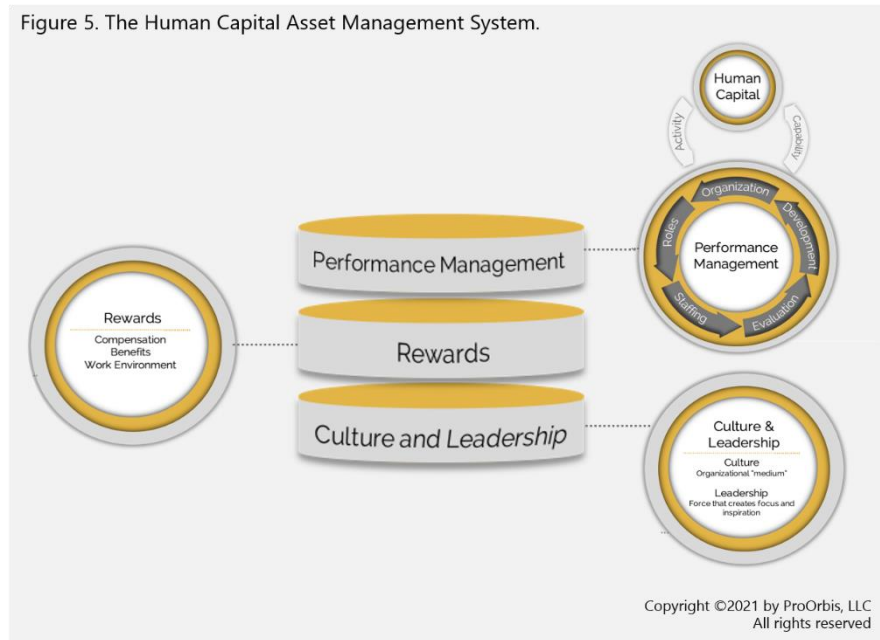 Figure 5. The Human Capital Asset Management System.
Human
Capital
Activity
Capability
Organization
Development
Roles
Performance
Management
Staffing
Evaluation
Performance Management
Rewards
Culture and Leadership
Rewards
Compensation
Benefits
Work Environment
Culture &
Leadership
Culture
Organizational "medium"
Leadership
Force that creates focus and
inspiration
Copyright ©2021 by ProOrbis, LLC
All rights reserved